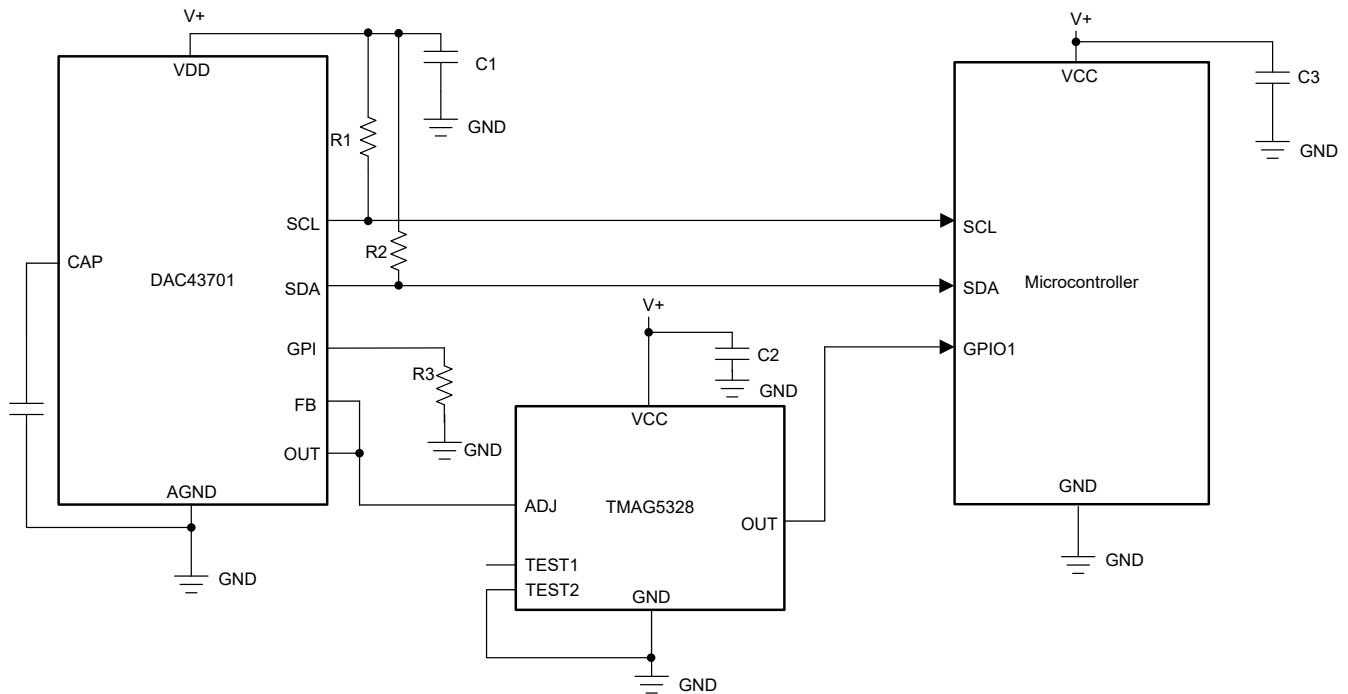 V+
VDD
C1
GND
R1
SCL
R2
CAP
DAC43701
SDA
GPI
R3
GND
FB
OUT
AGND
GND
V+
C2
GND
VCC
ADJ
TMAG5328
OUT
TEST1
TEST2
GND
GND
V+
VCC
C3
GND
SCL
SDA
Microcontroller
GPIO1
GND
GND